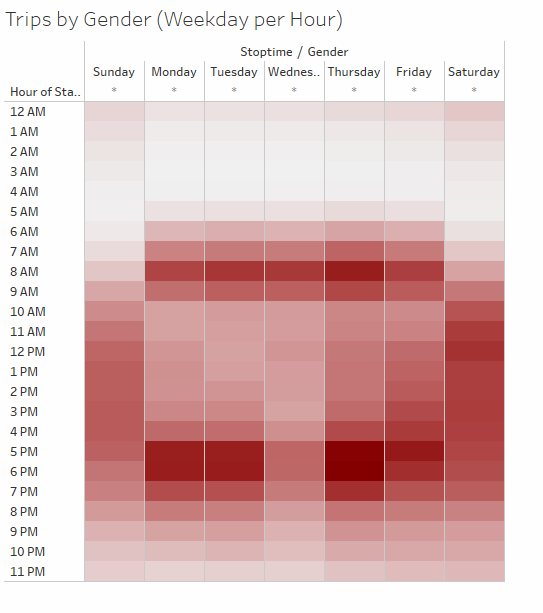 Trips by Gender (Weekday per Hour)
Stoptime / Gender
Sunday Monday Tuesday Wednes.. Thursday Friday Saturday
Hour of Sta.. * * * * * * *
12 AM
1 AM
2 AM
3 AM
4 AM
5 AM
6 AM
7 AM
8 AM
9 AM
10 AM
11 AM
12 PM
1 PM
2 PM
3 PM
4 PM
5 PM
6 PM
7 PM
8 PM
9 PM
10 PM
11 PM